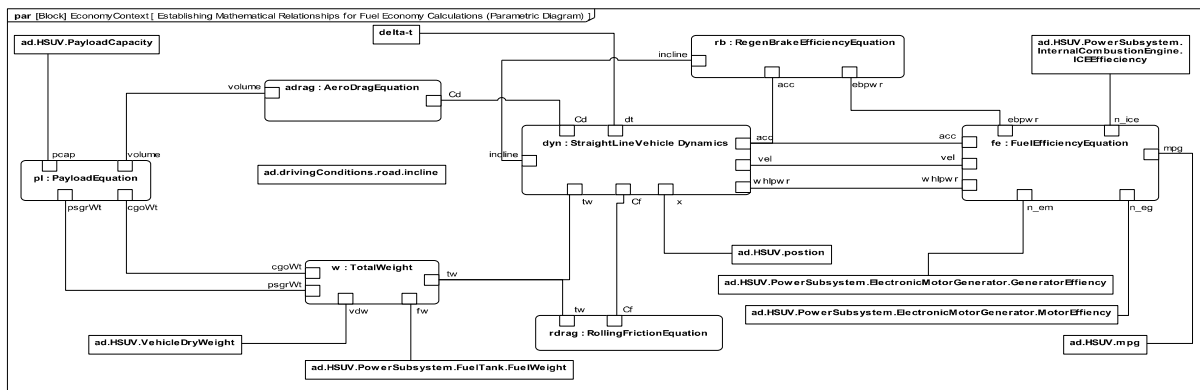 par [Block] EconomyContext [ Establishing Mathematical Relationships for Fuel Economy Calculations (Parametric Diagram) ]
ad.HSUV.PayloadCapacity
delta-t
rb : RegenBrakeEfficiencyEquation
incline
acc
ebpwr
ad.HSUV.PowerSubsystem.
InternalCombustionEngine.
ICEEffieciency
volume
adrag : AeroDragEquation
Cd
Cd
dt
dyn : StraightLineVehicle Dynamics
incline
acc
vel
whlpwr
tw
Cf
x
ebpwr
n_ice
acc
fe : FuelEfficiencyEquation
mpg
vel
whlpwr
n_em
n_eg
pcap
volume
pl : PayloadEquation
psgrWt
cgoWt
ad.drivingConditions.road.incline
ad.HSUV.postion
cgoWt
w : TotalWeight
tw
psgrWt
vdw
fw
ad.HSUV.PowerSubsystem.ElectronicMotorGenerator.GeneratorEffiency
ad.HSUV.PowerSubsystem.ElectronicMotorGenerator.MotorEffiency
tw
Cf
rdrag : RollingFrictionEquation
ad.HSUV.VehicleDryWeight
ad.HSUV.mpg
ad.HSUV.PowerSubsystem.FuelTank.FuelWeight